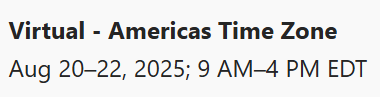 Virtual - Americas Time Zone
Aug 20–22, 2025; 9 AM–4 PM EDT